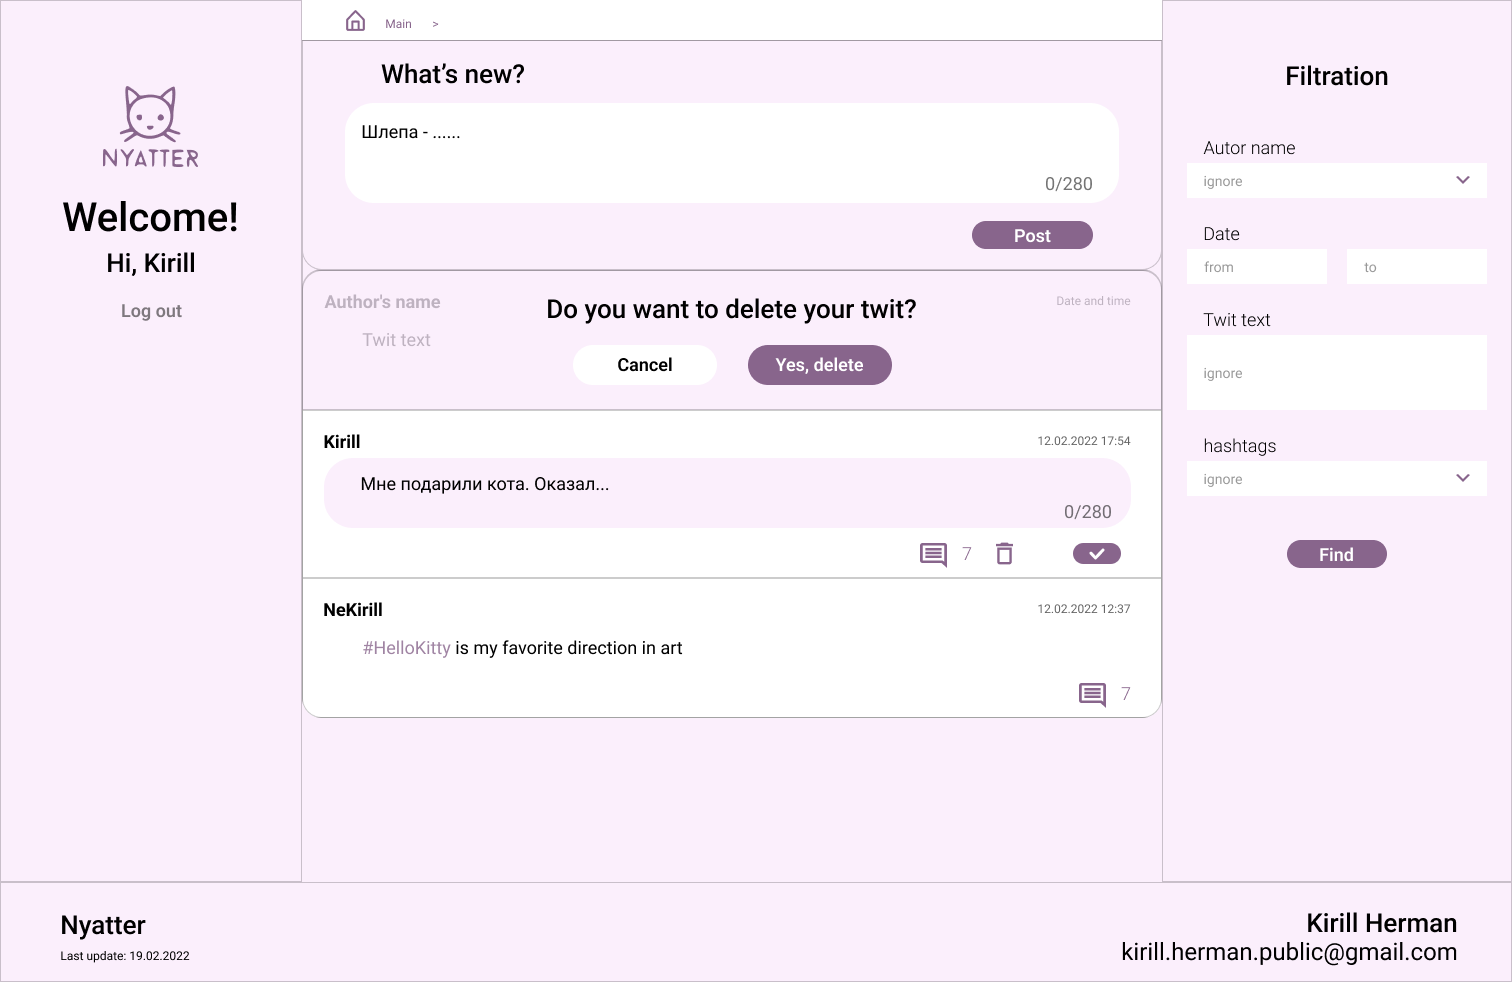 NYATTER
Welcome!
Hi, Kirill
Log out
Main >
What's new?
Шлепа - ......
0/280
Post
Author's name
Twit text
Do you want to delete your twit?
Date and time
Cancel
Yes, delete
Kirill
12.02.2022 17:54
Мне подарили кота. Оказал...
0/280
7
NeKirill
12.02.2022 12:37
#HelloKitty is my favorite direction in art
7
Filtration
Autor name
ignore
Date
from
to
Twit text
ignore
hashtags
ignore
Find
Nyatter
Last update: 19.02.2022
Kirill Herman
kirill.herman.public@gmail.com